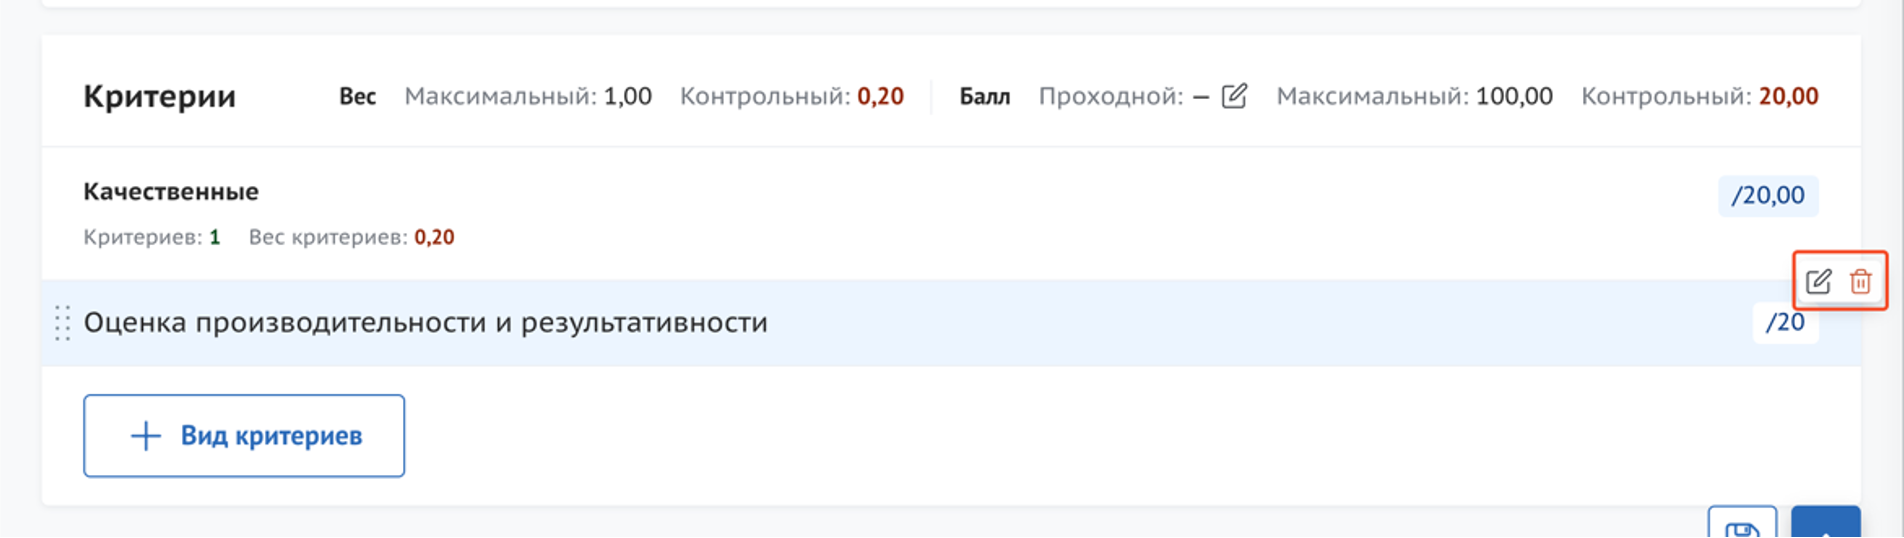 Критерии Вес Максимальный: 1,00 Контрольный: 0,20 Балл Проходной: — Максимальный: 100,00 Контрольный: 20,00
Качественные /20,00
Критериев: 1 Вес критериев: 0,20
Оценка производительности и результативности /20
Вид критериев